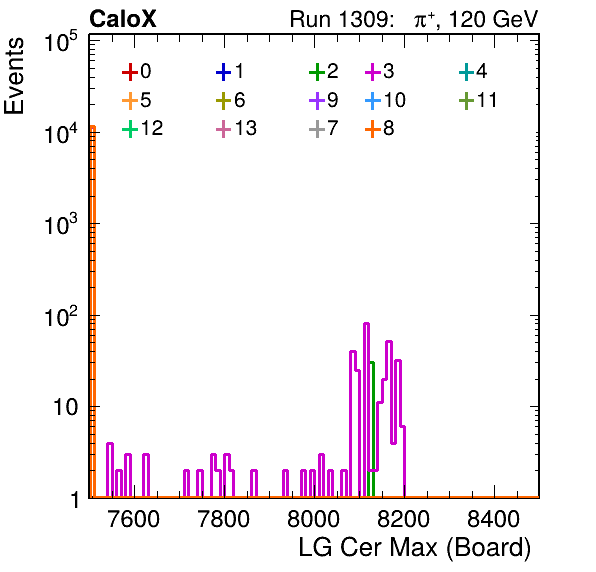 CaloX Run 1309: π⁺, 120 GeV
Events
10⁵
10⁴
10³
10²
10
1
0 1 2 3 4
5 6 9 10 11
12 13 7 8
7600 7800 8000 8200 8400
LG Cer Max (Board)